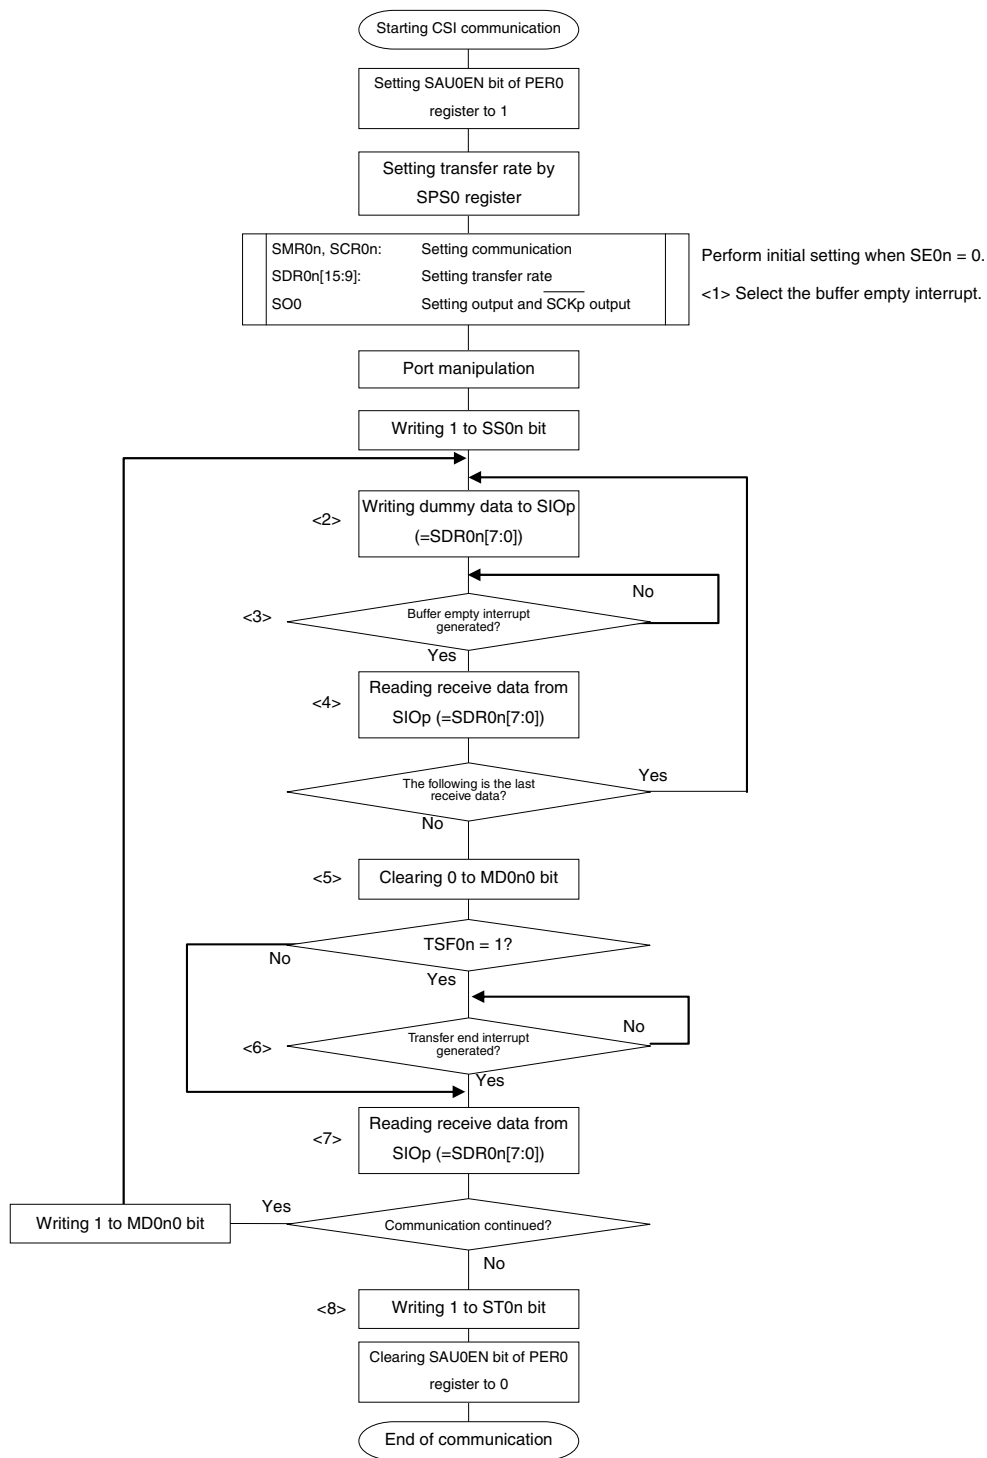 Starting CSI communication
Setting SAU0EN bit of PER0
register to 1
Setting transfer rate by
SPS0 register
SMR0n, SCR0n: Setting communication
SDR0n[15:9]: Setting transfer rate
SO0 Setting output and SCKp output
Perform initial setting when SE0n = 0.
<1> Select the buffer empty interrupt.
Port manipulation
Writing 1 to SS0n bit
<2>
Writing dummy data to SIOp
(=SDR0n[7:0])
No
<3>
Buffer empty interrupt
generated?
Yes
<4>
Reading receive data from
SIOp (=SDR0n[7:0])
The following is the last
receive data?
Yes
No
<5>
Clearing 0 to MD0n0 bit
TSF0n = 1?
No
Yes
<6>
Transfer end interrupt
generated?
No
Yes
<7>
Reading receive data from
SIOp (=SDR0n[7:0])
Yes
Writing 1 to MD0n0 bit
Communication continued?
No
<8>
Writing 1 to ST0n bit
Clearing SAU0EN bit of PER0
register to 0
End of communication